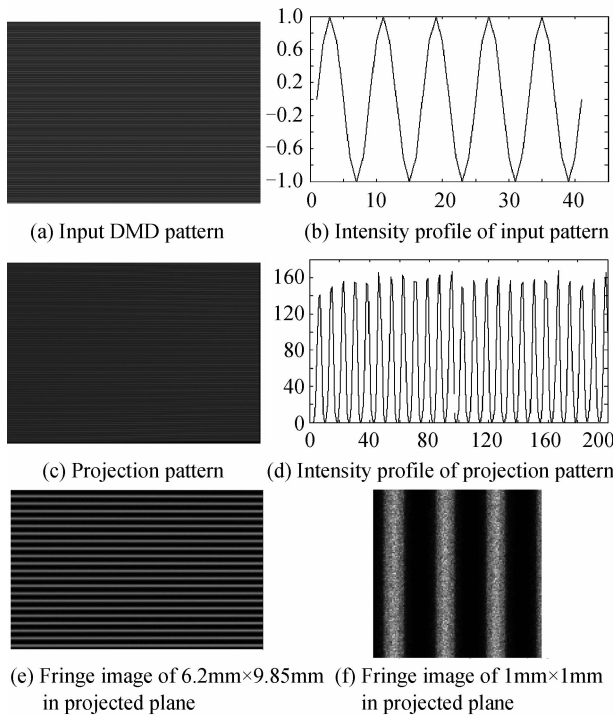 1.0
0.6
0.2
−0.2
−0.6
−1.0
0 10 20 30 40
(a) Input DMD pattern
(b) Intensity profile of input pattern
160
120
80
40
0
0 40 80 120 160 200
(c) Projection pattern
(d) Intensity profile of projection pattern
(e) Fringe image of 6.2mm×9.85mm
in projected plane
(f) Fringe image of 1mm×1mm
in projected plane